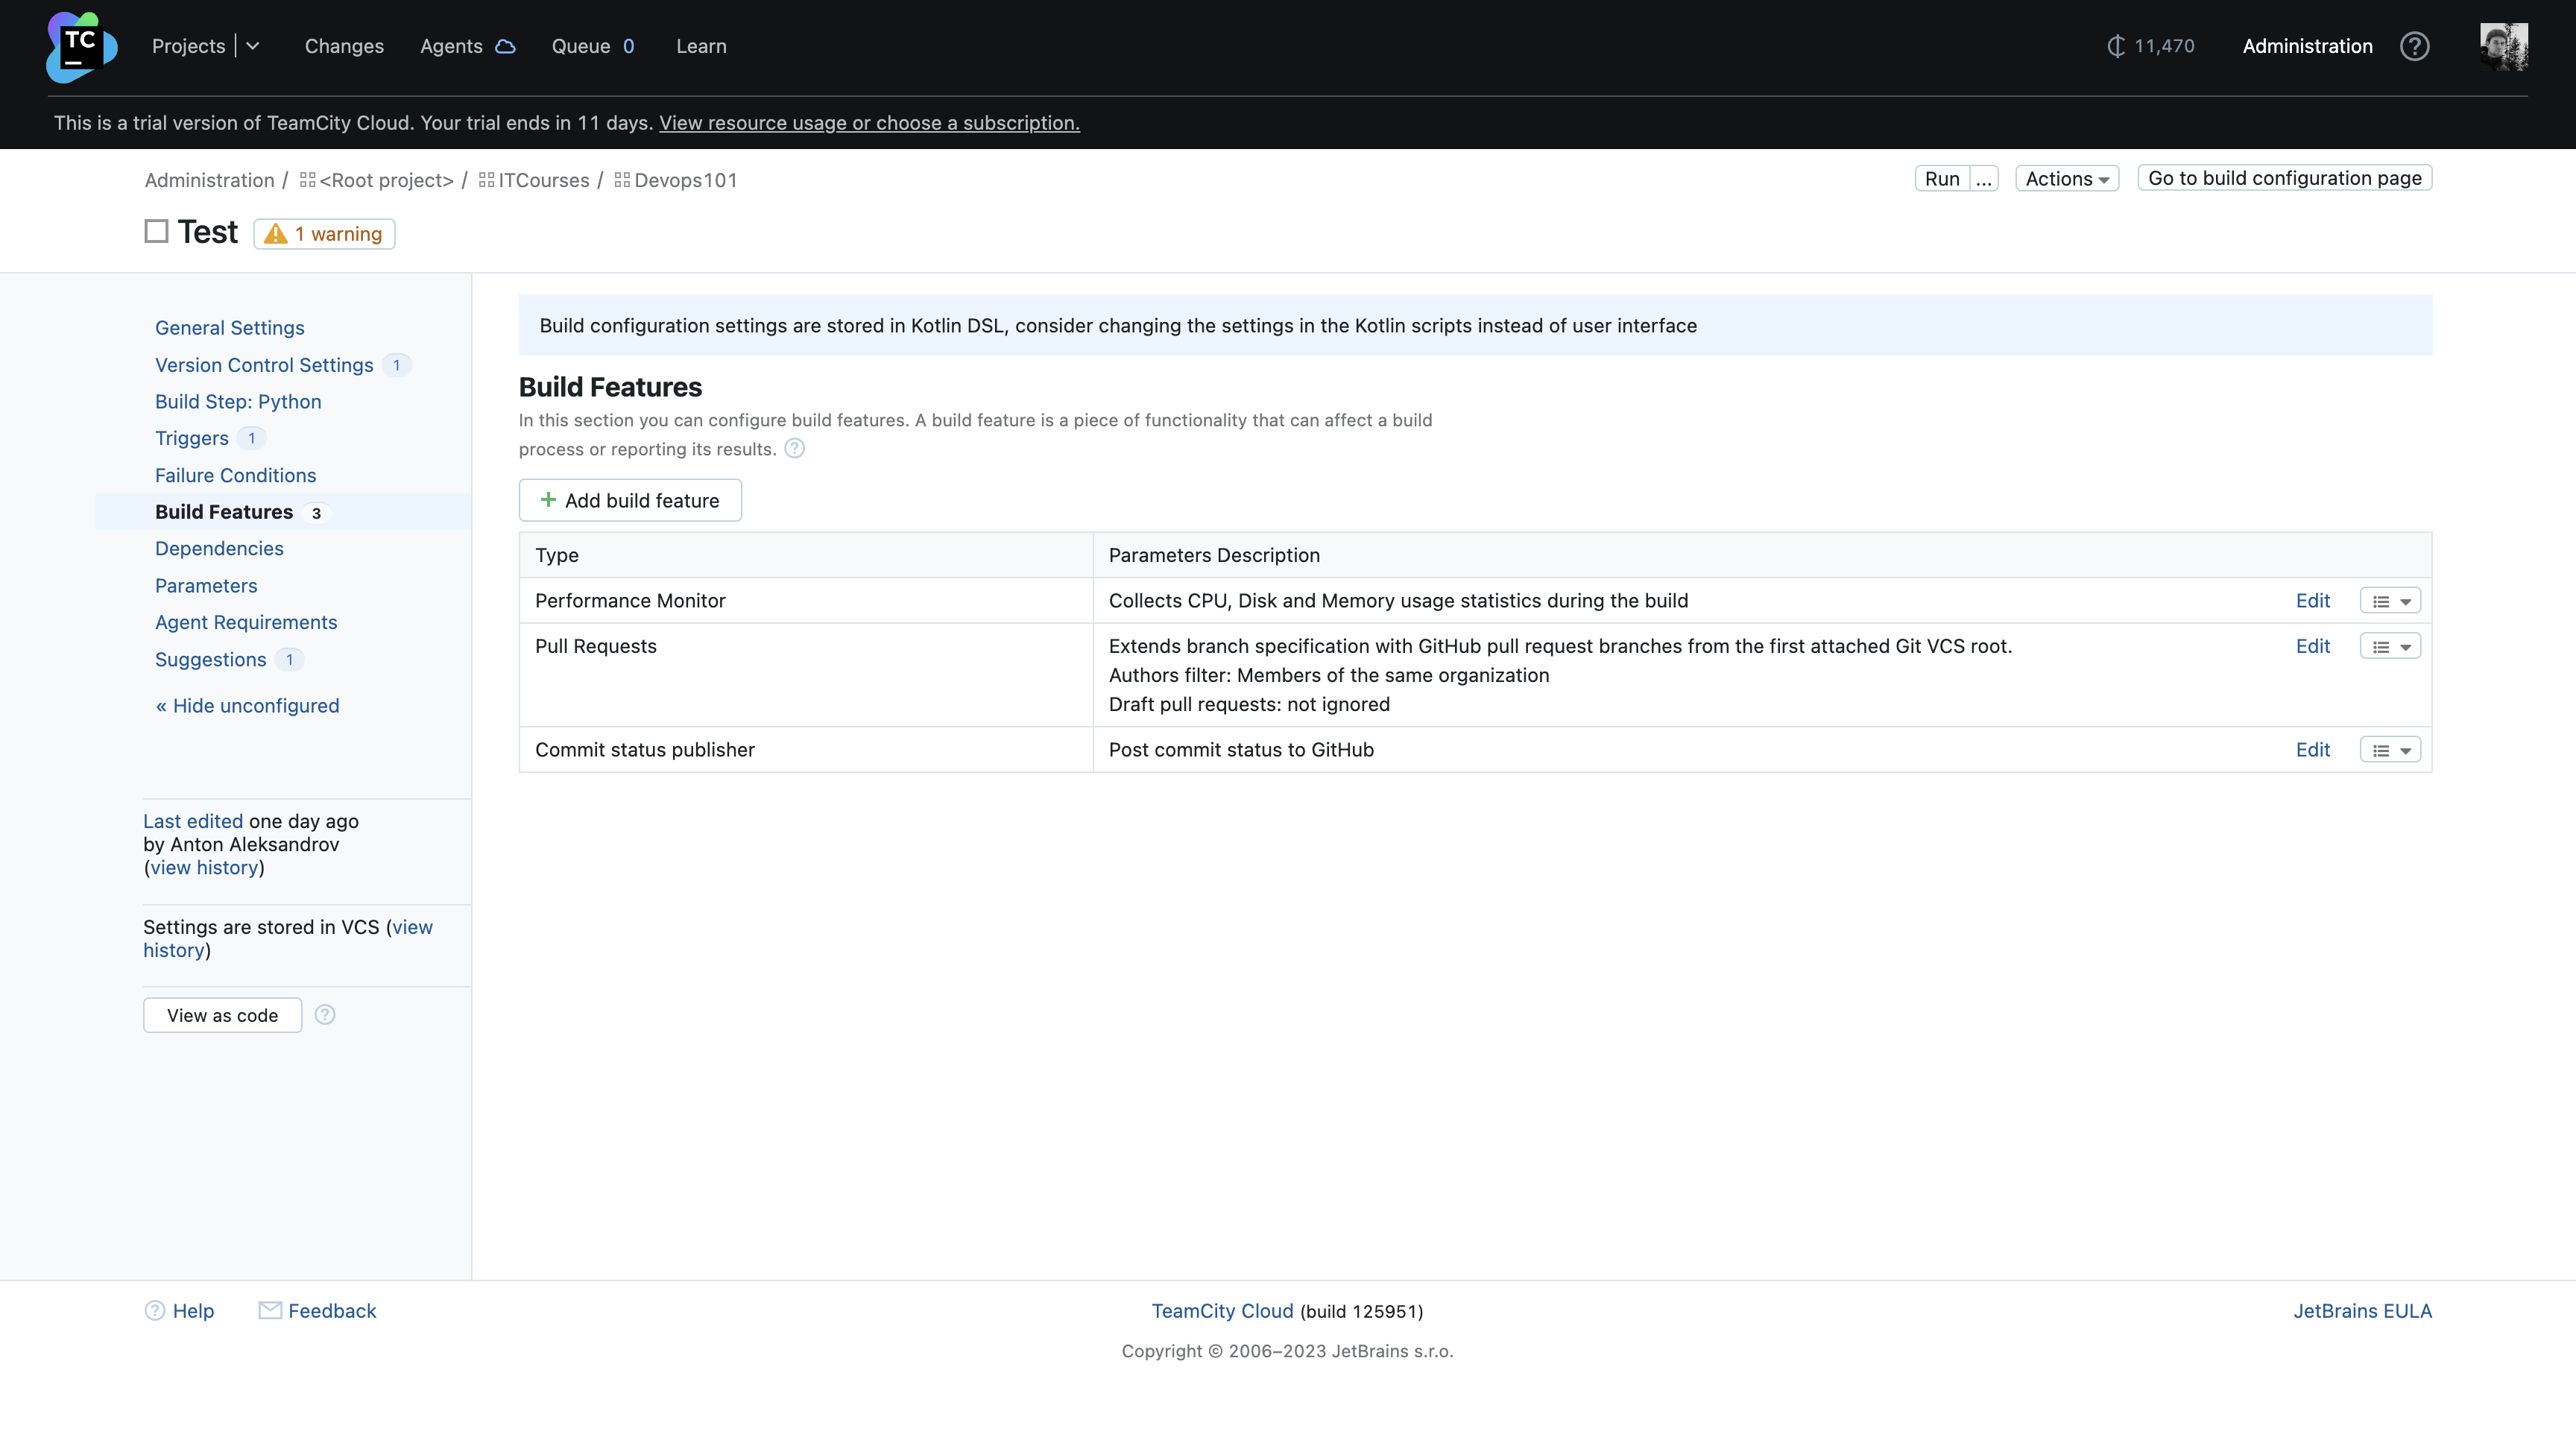 TC
Projects
Changes
Agents
Queue 0
Learn
11,470
Administration
This is a trial version of TeamCity Cloud. Your trial ends in 11 days. View resource usage or choose a subscription.
Administration / <Root project> / ITCourses / Devops101
Run ...
Actions
Go to build configuration page
Test
1 warning
General Settings
Version Control Settings 1
Build Step: Python
Triggers 1
Failure Conditions
Build Features 3
Dependencies
Parameters
Agent Requirements
Suggestions 1
« Hide unconfigured
Last edited one day ago
by Anton Aleksandrov
(view history)
Settings are stored in VCS (view
history)
View as code ?
Build configuration settings are stored in Kotlin DSL, consider changing the settings in the Kotlin scripts instead of user interface
Build Features
In this section you can configure build features. A build feature is a piece of functionality that can affect a build
process or reporting its results. ?
+ Add build feature
Type Parameters Description
Performance Monitor Collects CPU, Disk and Memory usage statistics during the build Edit
Pull Requests Extends branch specification with GitHub pull request branches from the first attached Git VCS root. Edit
Authors filter: Members of the same organization
Draft pull requests: not ignored
Commit status publisher Post commit status to GitHub Edit
? Help
Feedback
TeamCity Cloud (build 125951)
JetBrains EULA
Copyright © 2006–2023 JetBrains s.r.o.